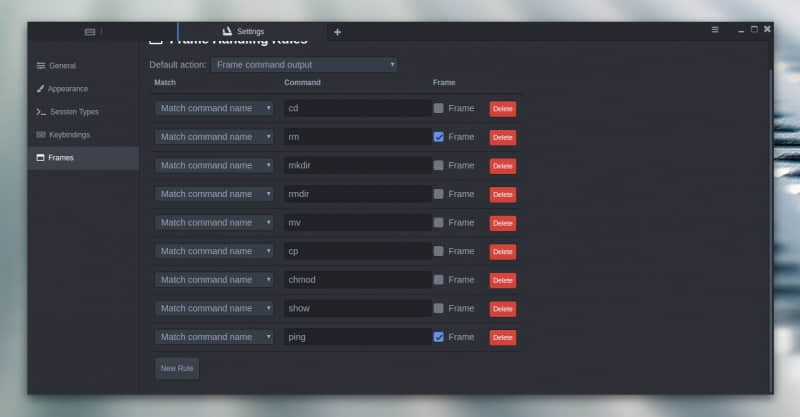 Settings
Frame Handling Rules
General
Appearance
Session Types
Keybindings
Frames
Default action: Frame command output
Match Command Frame
Match command name cd Frame Delete
Match command name rm Frame Delete
Match command name mkdir Frame Delete
Match command name rmdir Frame Delete
Match command name mv Frame Delete
Match command name cp Frame Delete
Match command name chmod Frame Delete
Match command name show Frame Delete
Match command name ping Frame Delete
New Rule